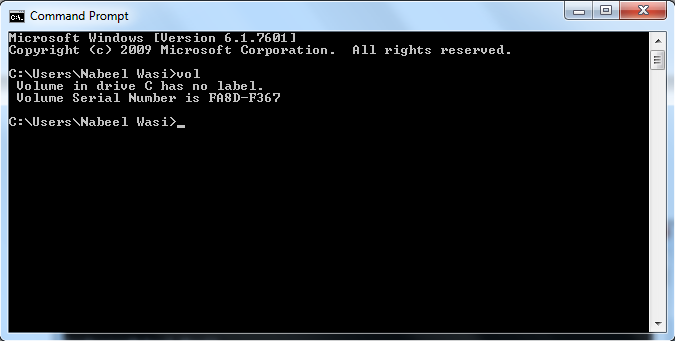 Command Prompt
Microsoft Windows [Version 6.1.7601]
Copyright (c) 2009 Microsoft Corporation.  All rights reserved.
C:\Users\Nabeel Wasi>vol
 Volume in drive C has no label.
 Volume Serial Number is FA8D-F367
C:\Users\Nabeel Wasi>_